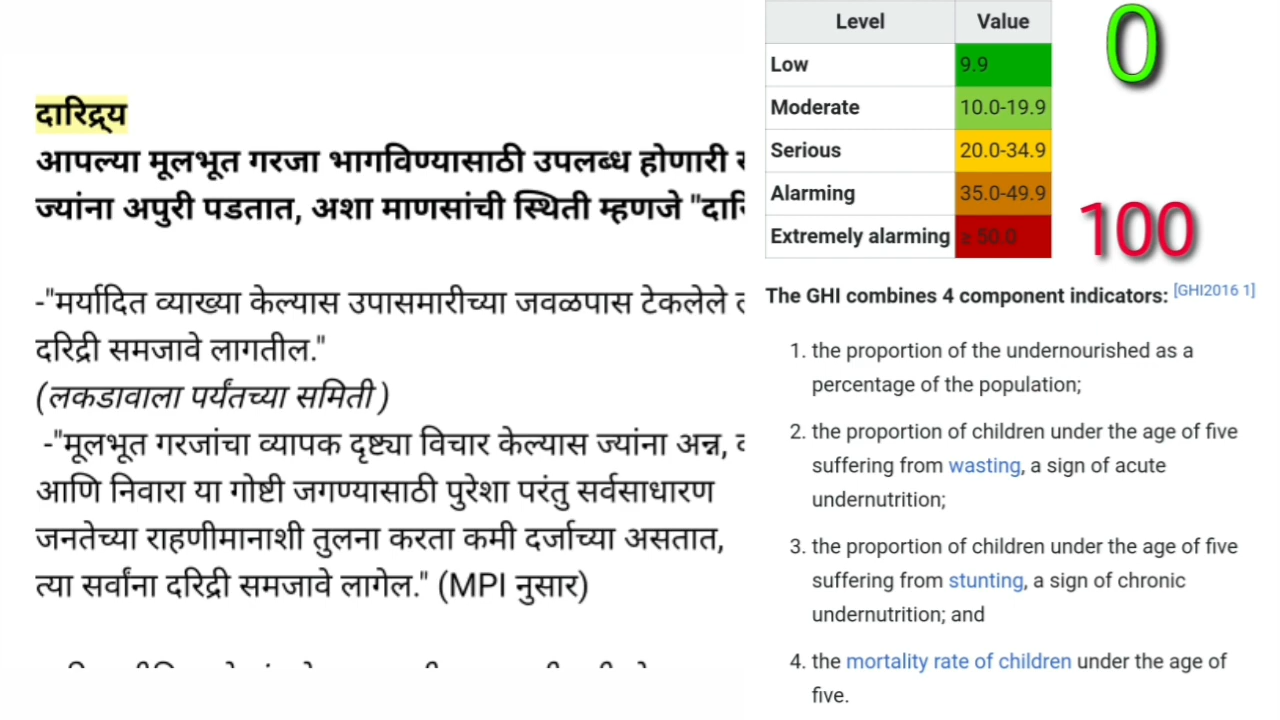 दारिद्र्य
आपल्या मूलभूत गरजा भागविण्यासाठी उपलब्ध होणारी
ज्यांना अपुरी पडतात, अशा माणसांची स्थिती म्हणजे
-"मर्यादित व्याख्या केल्यास उपासमारीच्या जवळपास टेकलेले
दरिद्री समजावे लागतील."
(लकडावाला पर्यंतच्या समिती)
-"मूलभूत गरजांचा व्यापक दृष्ट्या विचार केल्यास ज्यांना अन्न,
आणि निवारा या गोष्टी जगण्यासाठी पुरेशा परंतु सर्वसाधारण
जनतेच्या राहणीमानाशी तुलना करता कमी दर्जाच्या असतात,
त्या सर्वांना दरिद्री समजावे लागेल." (MPI नुसार)
Level Value
Low 9.9
Moderate 10.0-19.9
Serious 20.0-34.9
Alarming 35.0-49.9
Extremely alarming ≥ 50.0
0
100
The GHI combines 4 component indicators: [GHI2016 1]
1. the proportion of the undernourished as a
percentage of the population;
2. the proportion of children under the age of five
suffering from wasting, a sign of acute
undernutrition;
3. the proportion of children under the age of five
suffering from stunting, a sign of chronic
undernutrition; and
4. the mortality rate of children under the age of
five.